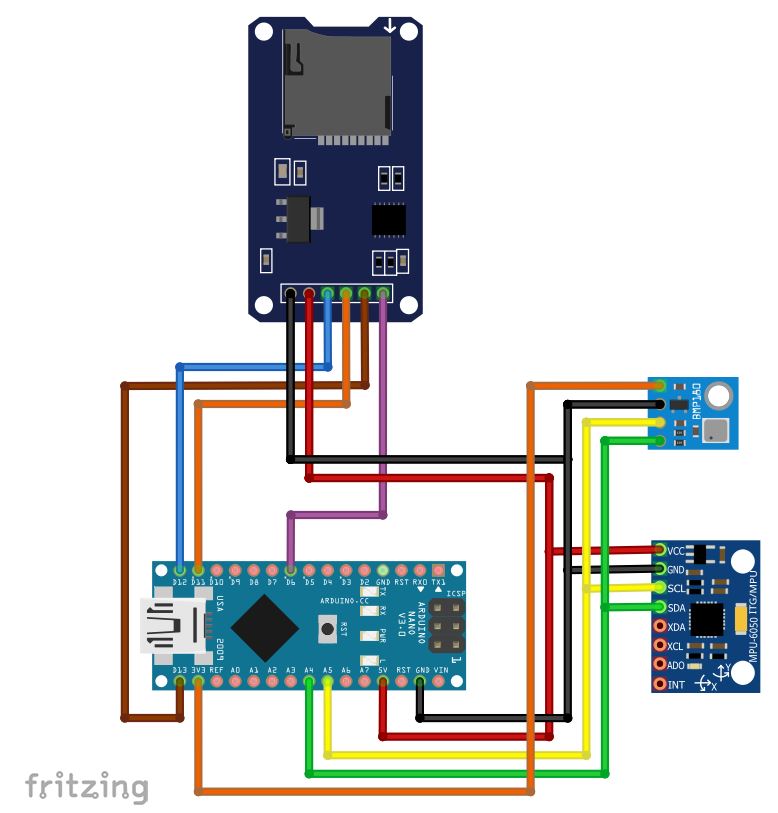 BMP180
VCC
GND
SCL
SDA
XDA
XCL
ADO
INT
MPU-6050 ITG/MPU
Y
X
D12 D11 D10 D9 D8 D7 D6 D5 D4 D3 D2 GND RST RX0 TX1
TX
RX
PWR
L
ICSP
1
ARDUINO.CC
RST
ARDUINO
NANO
V3.0
USA
2009
D13 3V3 REF A0 A1 A2 A3 A4 A5 A6 A7 5V RST GND VIN
fritzing